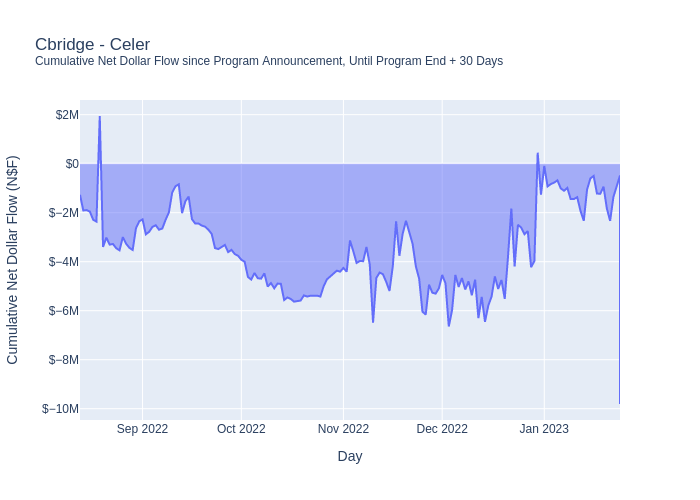 Cbridge - Celer
Cumulative Net Dollar Flow since Program Announcement, Until Program End + 30 Days
Cumulative Net Dollar Flow (N$F)
$2M
$0
$−2M
$−4M
$−6M
$−8M
$−10M
Sep 2022
Oct 2022
Nov 2022
Dec 2022
Jan 2023
Day